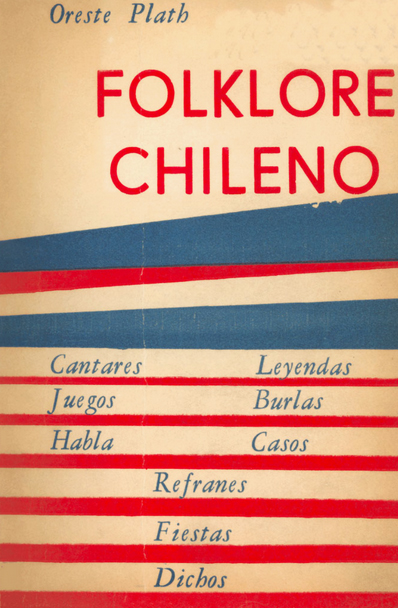 Oreste Plath
FOLKLORE
CHILENO
Cantares Leyendas
Juegos Burlas
Habla Casos
Refranes
Fiestas
Dichos